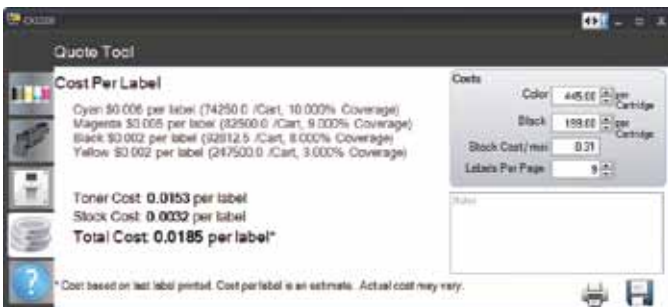 Quote Tool
Cost Per Label
Cyan $0.006 per label (74250.0 /Cart, 10.000% Coverage)
Magenta $0.005 per label (82500.0 /Cart, 9.000% Coverage)
Black $0.002 per label (92812.5 /Cart, 8.000% Coverage)
Yellow $0.002 per label (247500.0 /Cart, 3.000% Coverage)
Toner Cost: 0.0153 per label
Stock Cost: 0.0032 per label
Total Cost: 0.0185 per label*
* Cost based on last label printed. Cost per label is an estimate. Actual cost may vary.
Costs
Color 445.00 per Cartridge
Black 199.00 per Cartridge
Stock Cost/msi 0.31
Labels Per Page 9
Notes